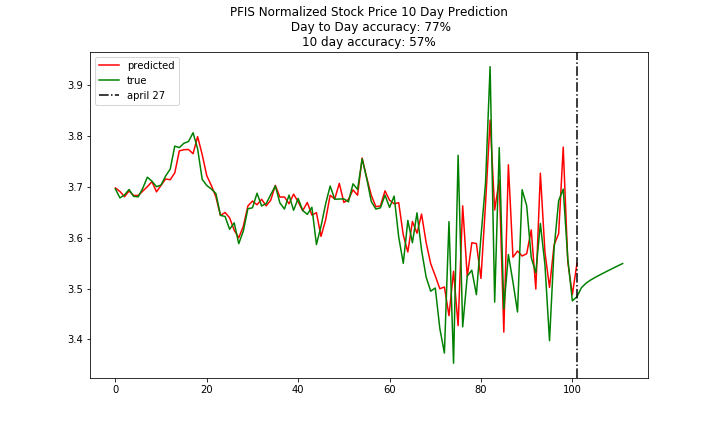 PFIS Normalized Stock Price 10 Day Prediction
Day to Day accuracy: 77%
10 day accuracy: 57%
predicted
true
april 27
3.9
3.8
3.7
3.6
3.5
3.4
0 20 40 60 80 100